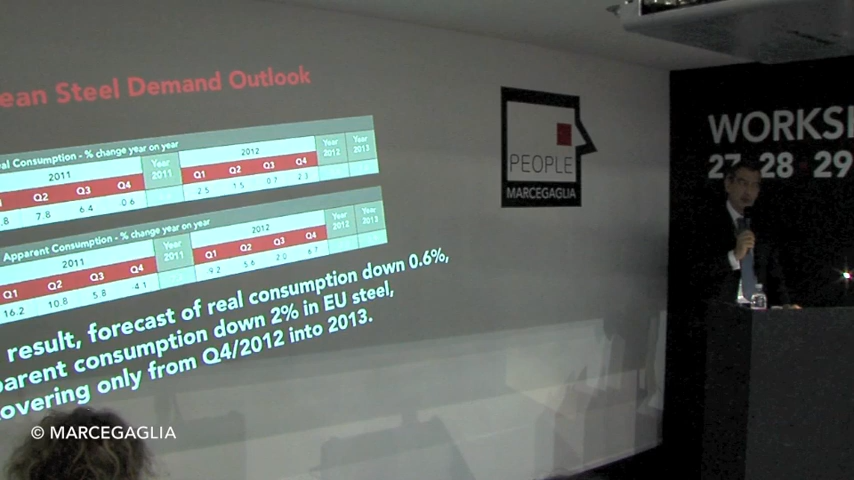 ean Steel Demand Outlook
eal Consumption - % change year on year
2011 Year 2011 2012 Year 2012 Year 2013
Q2 Q3 Q4 Q1 Q2 Q3 Q4
.8 7.8 6.4 0.6 2.5 1.5 0.7 2.3
Apparent Consumption - % change year on year
2011 Year 2011 2012 Year 2012 Year 2013
Q1 Q2 Q3 Q4 Q1 Q2 Q3 Q4
16.2 10.8 5.8 -4.1 -9.2 5.6 2.0 6.7
result, forecast of real consumption down 0.6%,
parent consumption down 2% in EU steel,
overing only from Q4/2012 into 2013.
PEOPLE
MARCEGAGLIA
WORKS
27 28 29
© MARCEGAGLIA